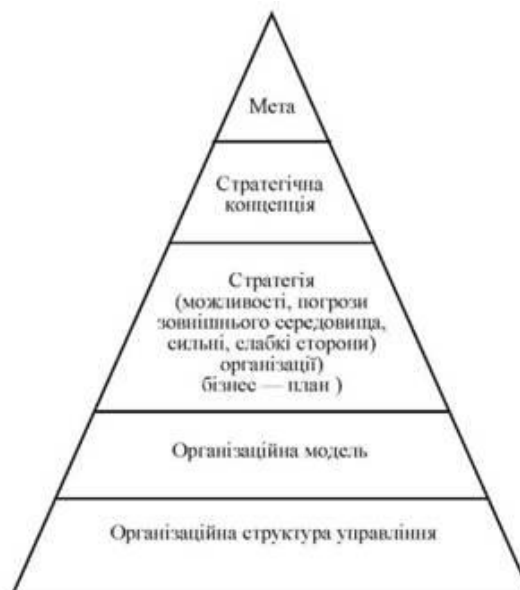 Мета
Стратегічна
концепція
Стратегія
(можливості, погрози
зовнішнього середовища,
сильні, слабкі сторони)
організації)
бізнес — план )
Організаційна модель
Організаційна структура управління